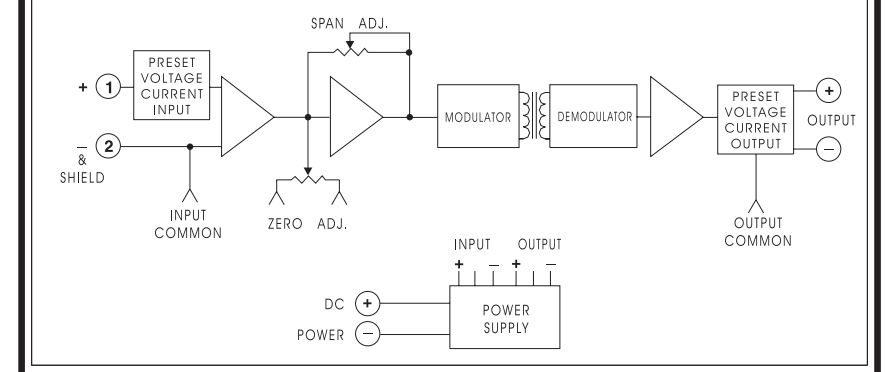 SPAN ADJ.
PRESET
VOLTAGE
CURRENT
INPUT
+ 1
− 2
&
SHIELD
INPUT
COMMON
ZERO ADJ.
MODULATOR
DEMODULATOR
PRESET
VOLTAGE
CURRENT
OUTPUT
+
OUTPUT
−
OUTPUT
COMMON
INPUT OUTPUT
+ − + −
DC +
POWER −
POWER
SUPPLY